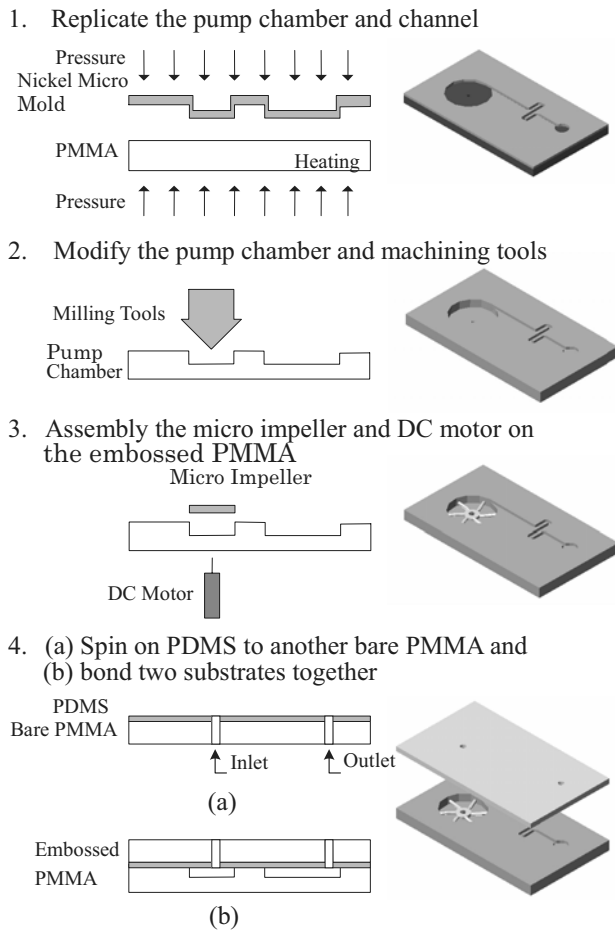 1. Replicate the pump chamber and channel
Pressure
Nickel Micro
Mold
PMMA
Heating
Pressure
2. Modify the pump chamber and machining tools
Milling Tools
Pump
Chamber
3. Assembly the micro impeller and DC motor on
the embossed PMMA
Micro Impeller
DC Motor
4. (a) Spin on PDMS to another bare PMMA and
(b) bond two substrates together
PDMS
Bare PMMA
Inlet
Outlet
(a)
Embossed
PMMA
(b)